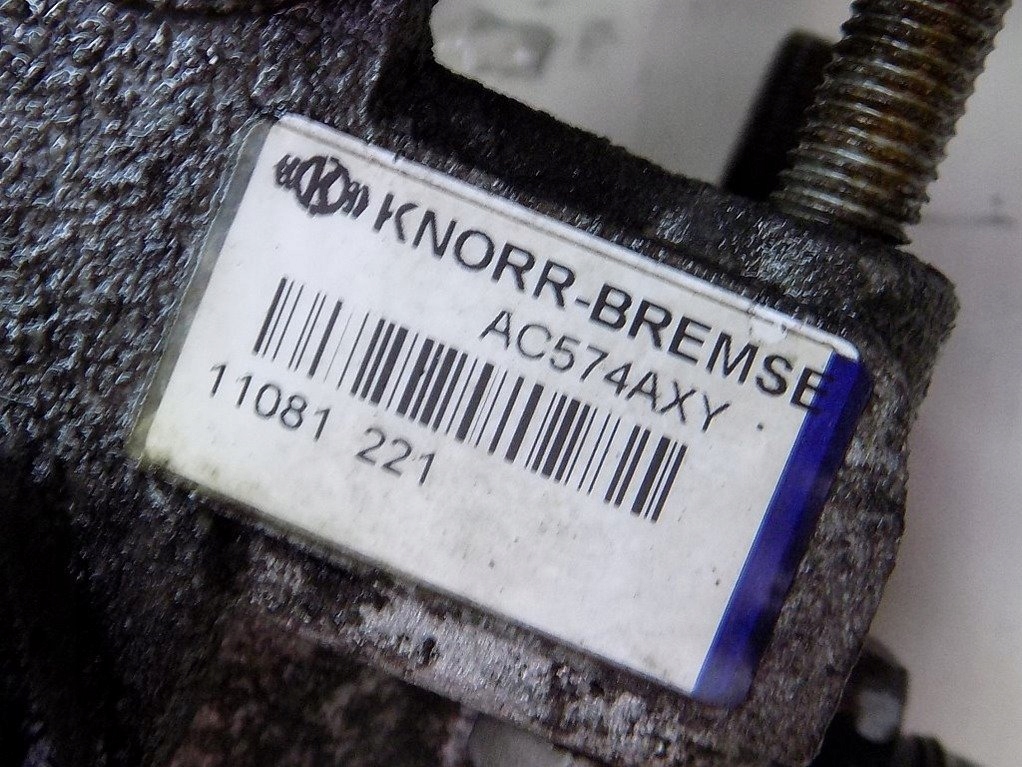 KNORR-BREMSE
AC574AXY
11081 221